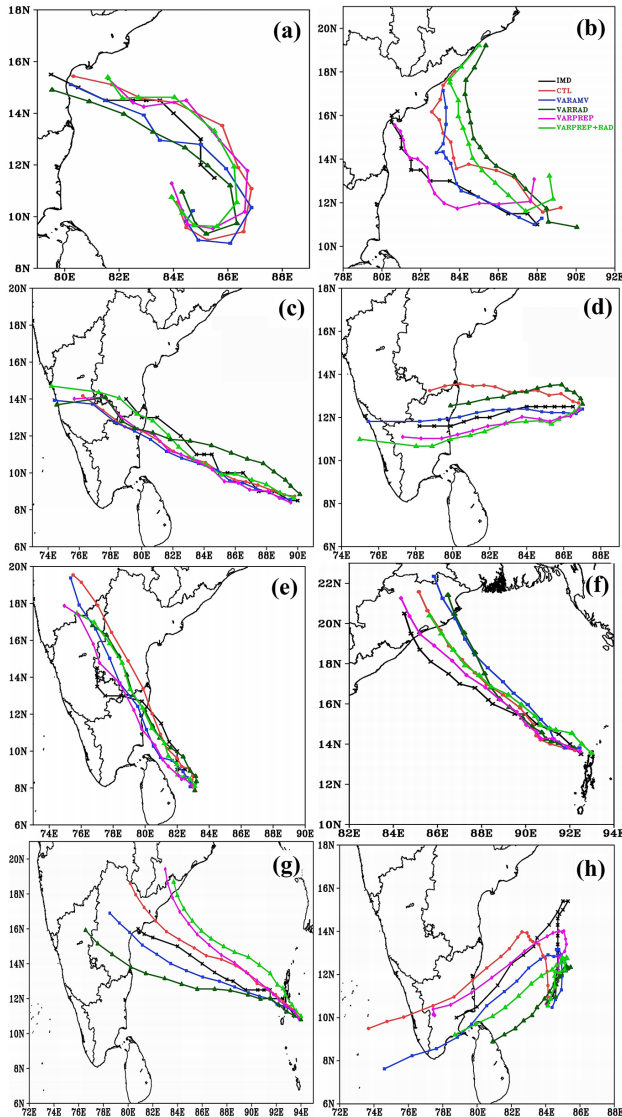 (a)
18N
16N
14N
12N
10N
8N
80E 82E 84E 86E 88E
(b)
20N
18N
16N
14N
12N
10N
78E 80E 82E 84E 86E 88E 90E 92E
IMD
CTL
VARAMV
VARRAD
VARPREP
VARPREP+RAD
(c)
20N
18N
16N
14N
12N
10N
8N
6N
74E 76E 78E 80E 82E 84E 86E 88E 90E
(d)
18N
16N
14N
12N
10N
8N
6N
74E 76E 78E 80E 82E 84E 86E 88E
(e)
20N
18N
16N
14N
12N
10N
8N
6N
74E 76E 78E 80E 82E 84E 86E 88E 90E
(f)
22N
20N
18N
16N
14N
12N
10N
82E 84E 86E 88E 90E 92E 94E
(g)
20N
18N
16N
14N
12N
10N
8N
6N
72E 74E 76E 78E 80E 82E 84E 86E 88E 90E 92E 94E
(h)
18N
16N
14N
12N
10N
8N
6N
72E 74E 76E 78E 80E 82E 84E 86E 88E